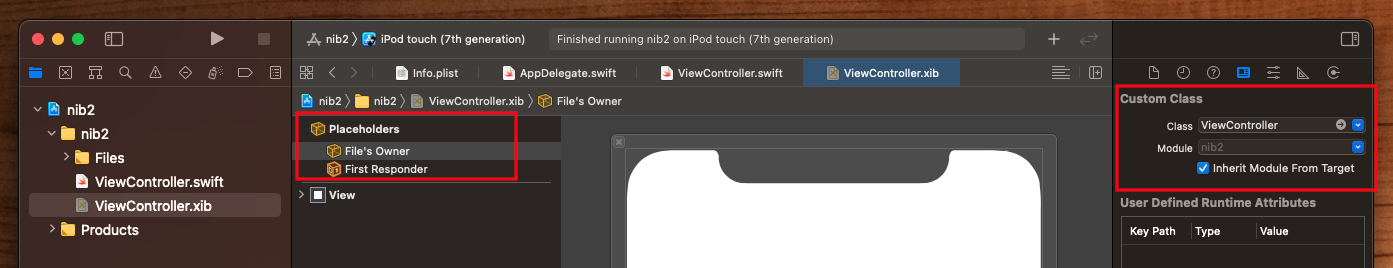 nib2 〉 iPod touch (7th generation)
Finished running nib2 on iPod touch (7th generation)
Info.plist
AppDelegate.swift
ViewController.swift
ViewController.xib
nib2 〉 nib2 〉 ViewController.xib 〉 File's Owner
nib2
nib2
Files
ViewController.swift
ViewController.xib
Products
Placeholders
File's Owner
First Responder
View
Custom Class
Class ViewController
Module nib2
Inherit Module From Target
User Defined Runtime Attributes
Key Path Type Value